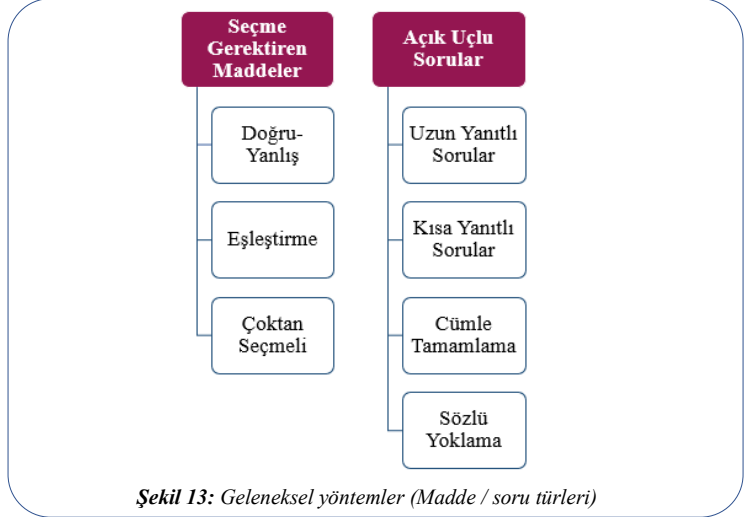 Seçme
Gerektiren
Maddeler
Doğru-
Yanlış
Eşleştirme
Çoktan
Seçmeli
Açık Uçlu
Sorular
Uzun Yanıtlı
Sorular
Kısa Yanıtlı
Sorular
Cümle
Tamamlama
Sözlü
Yoklama
Şekil 13: Geleneksel yöntemler (Madde / soru türleri)